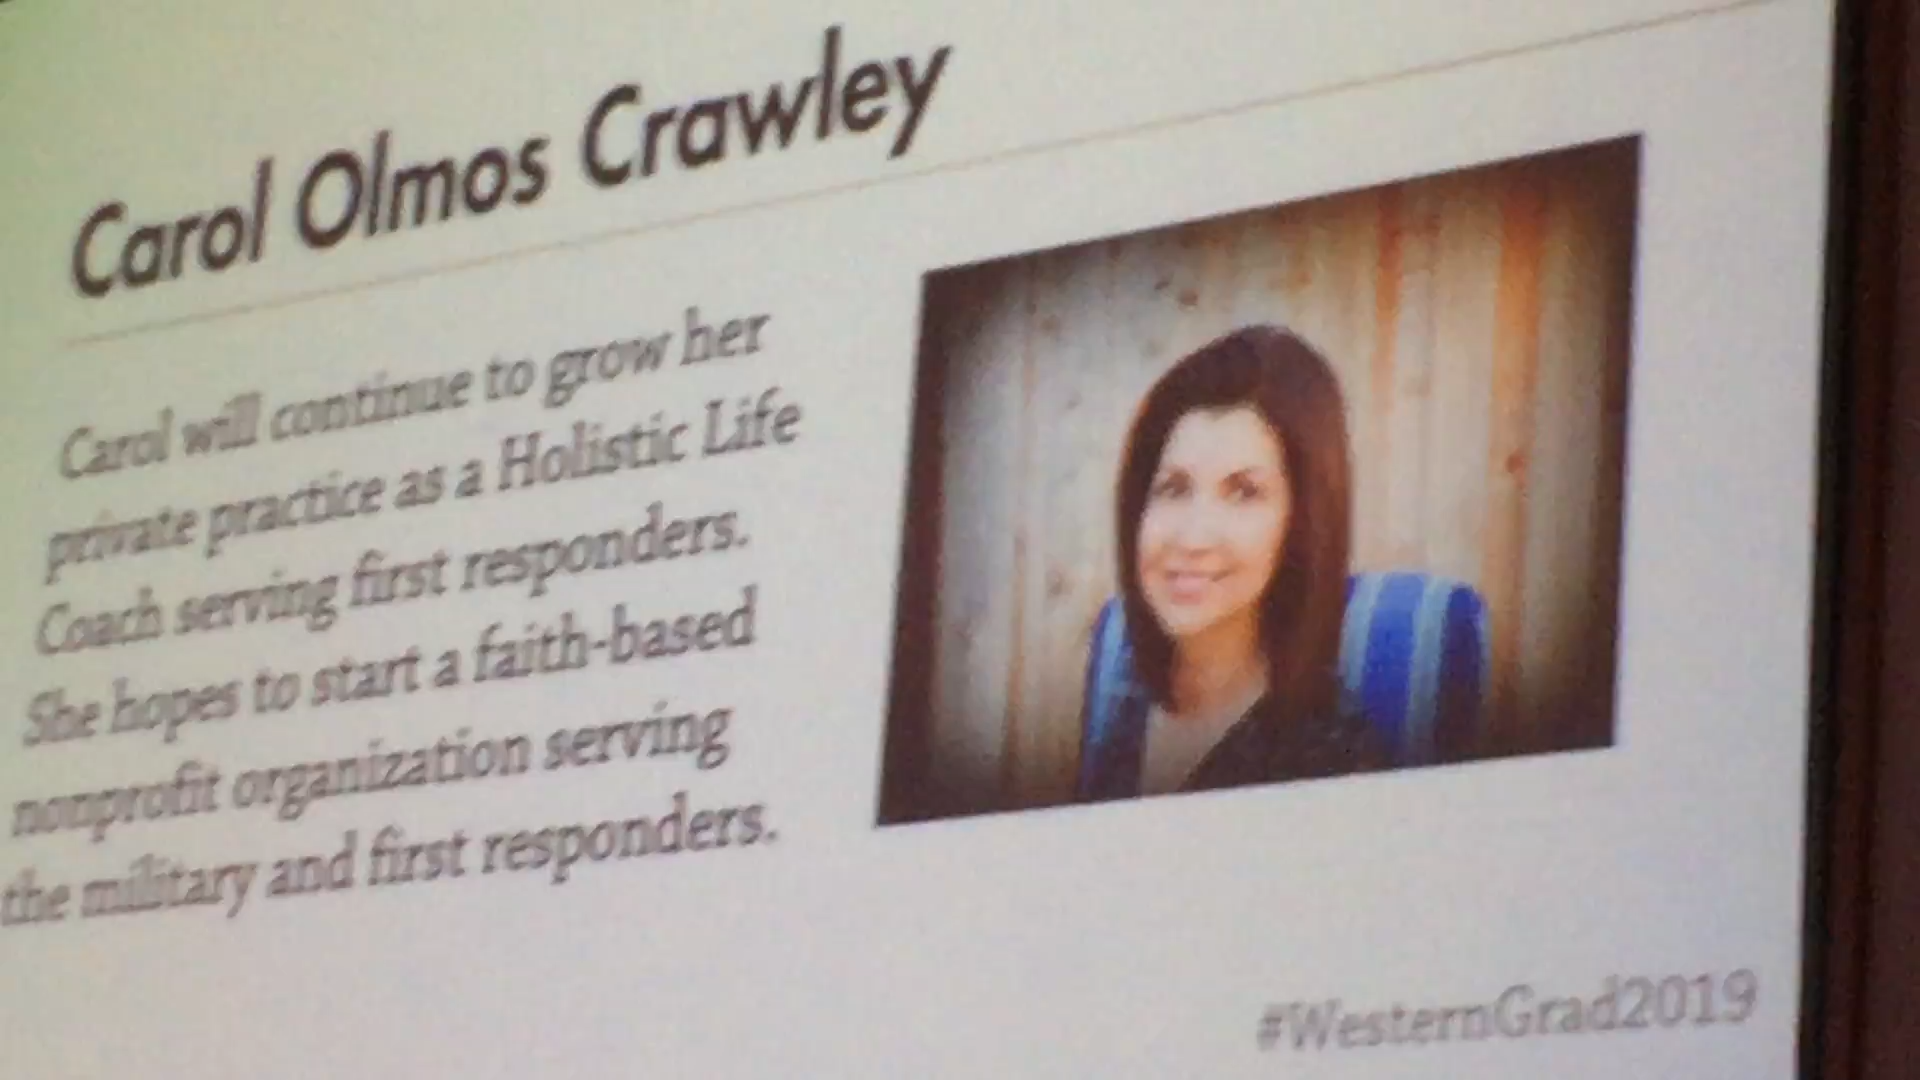 Carol Olmos Crawley
Carol will continue to grow her
private practice as a Holistic Life
Coach serving first responders.
She hopes to start a faith-based
nonprofit organization serving
the military and first responders.
#WesternGrad2019